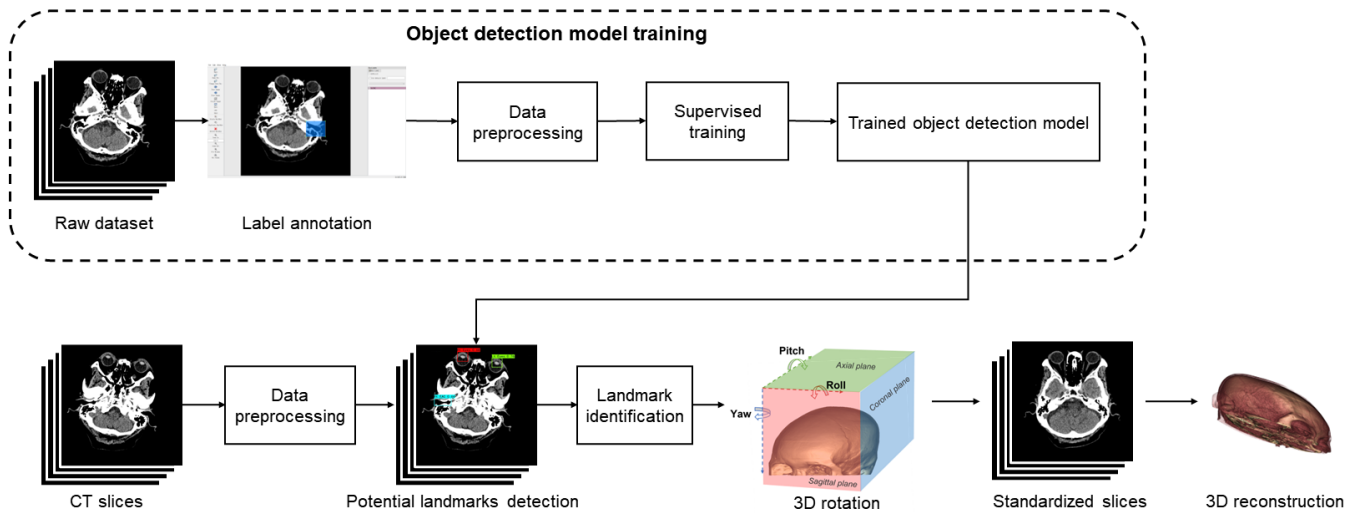 Object detection model training
Data
preprocessing
Supervised
training
Trained object detection model
Raw dataset
Label annotation
Data
preprocessing
Landmark
identification
Pitch
Axial plane
Roll
Coronal plane
Yaw
Sagittal plane
CT slices
Potential landmarks detection
3D rotation
Standardized slices
3D reconstruction